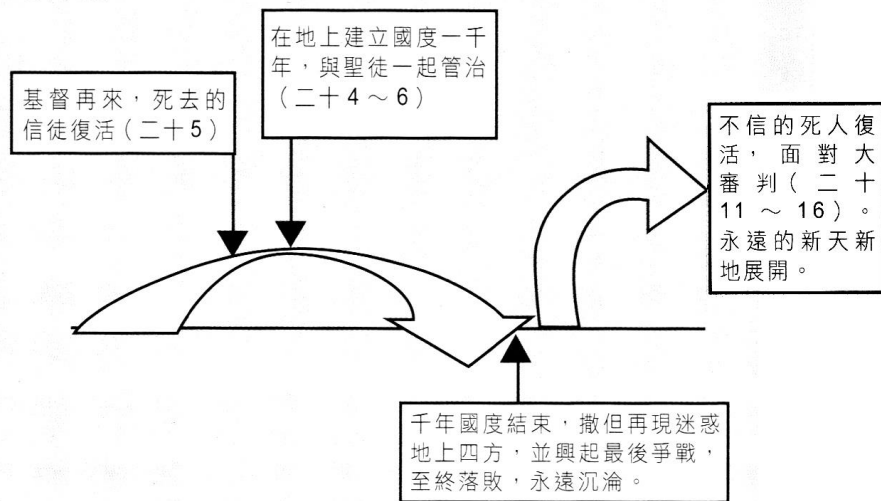 在地上建立國度一千
年，與聖徒一起管治
（二十4～6）
基督再來，死去的
信徒復活（二十5）
不信的死人復
活，面對大
審判（二十
11～16）。
永遠的新天新
地展開。
千年國度結束，撒但再現迷惑
地上四方，並興起最後爭戰，
至終落敗，永遠沉淪。